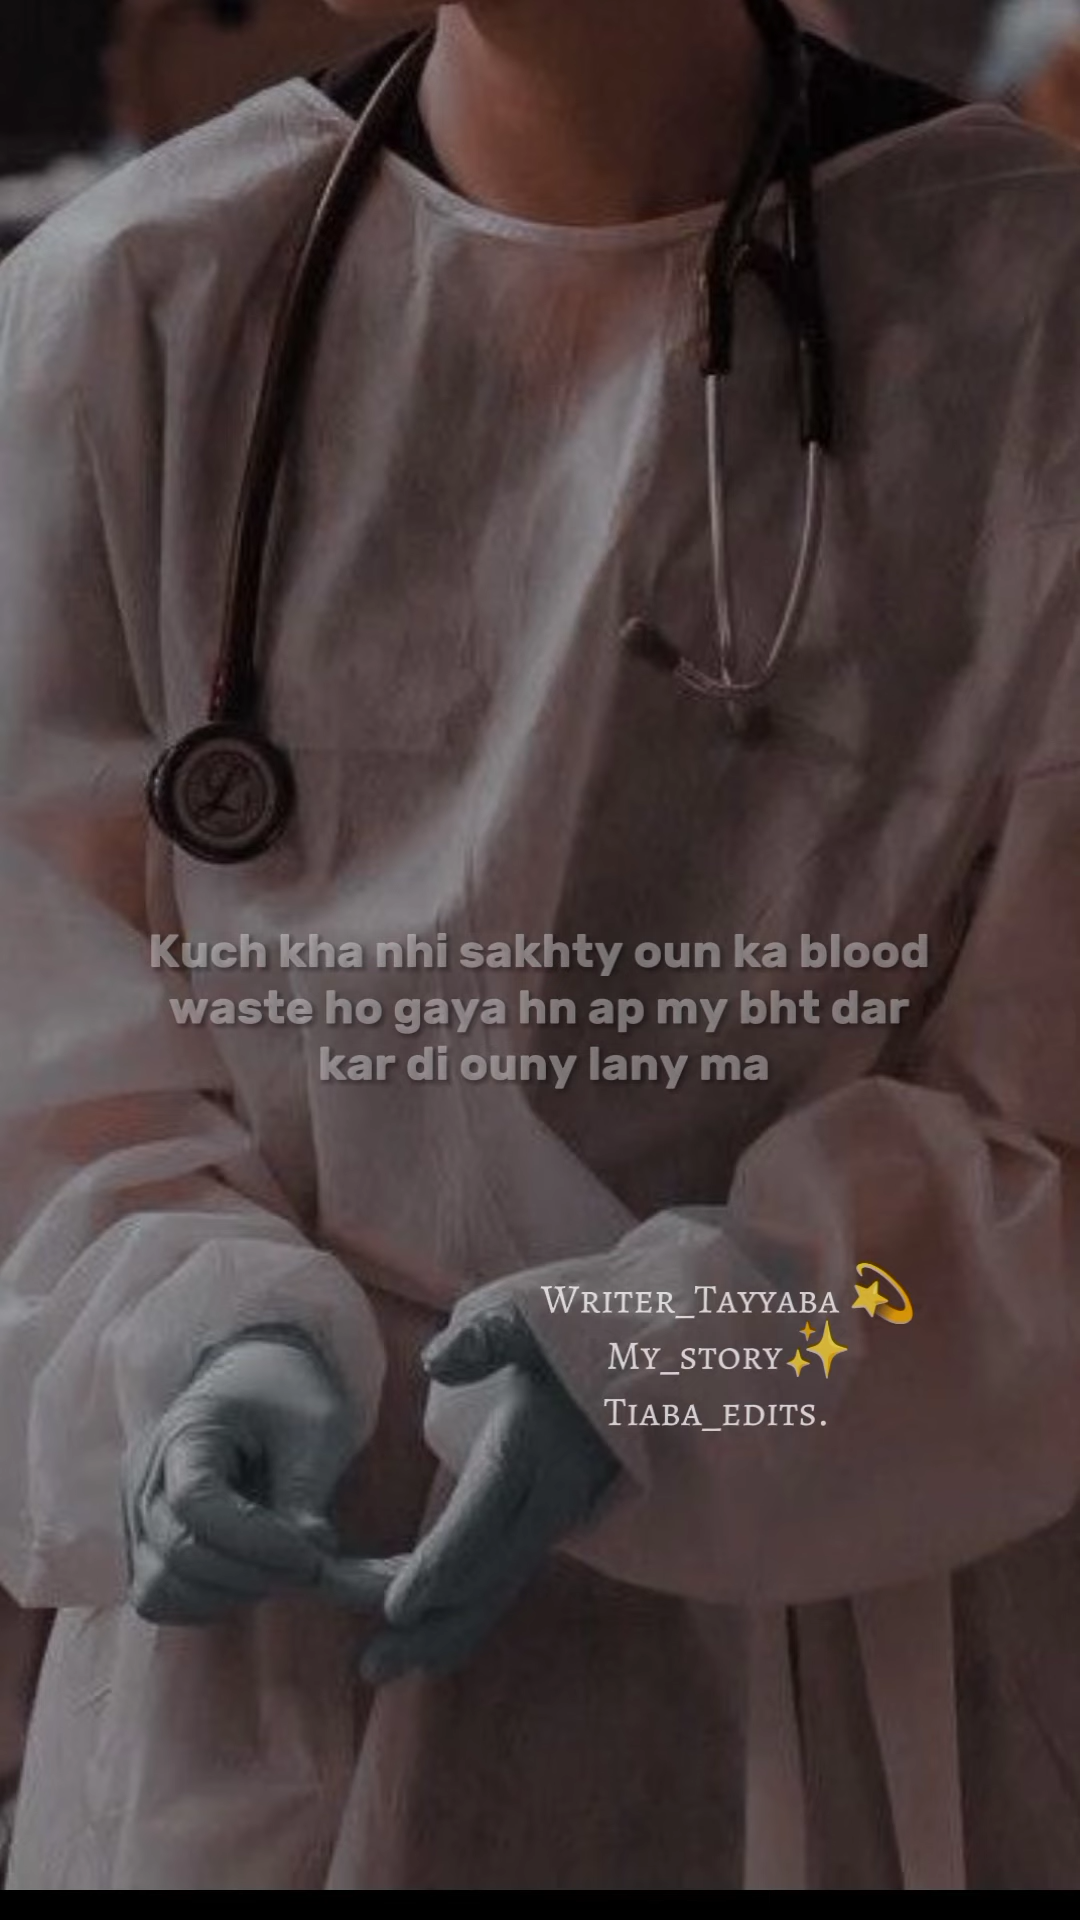 Kuch kha nhi sakhty oun ka blood
waste ho gaya hn ap my bht dar
kar di ouny lany ma
Writer_Tayyaba 💫
My_story✨
Tiaba_edits.